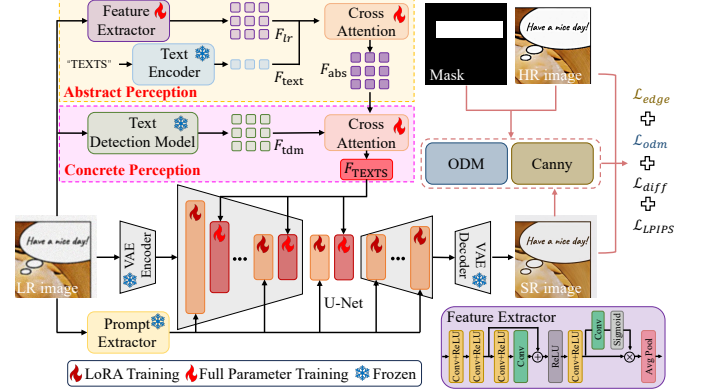 Feature
Extractor
F_lr
Cross
Attention
"TEXTS"
Text
Encoder
F_text
F_abs
Abstract Perception
Text
Detection Model
F_tdm
Cross
Attention
Concrete Perception
F_TEXTS
Mask
Have a nice day!
HR image
ODM
Canny
L_edge
L_odm
L_diff
L_LPIPS
Have a nice day!
LR image
VAE
Encoder
...
U-Net
...
VAE
Decoder
Have a nice day!
SR image
Prompt
Extractor
LoRA Training
Full Parameter Training
Frozen
Feature Extractor
Conv+ReLU
Conv+ReLU
Conv+ReLU
Conv
ReLU
Conv+ReLU
Conv
Sigmoid
Avg Pool